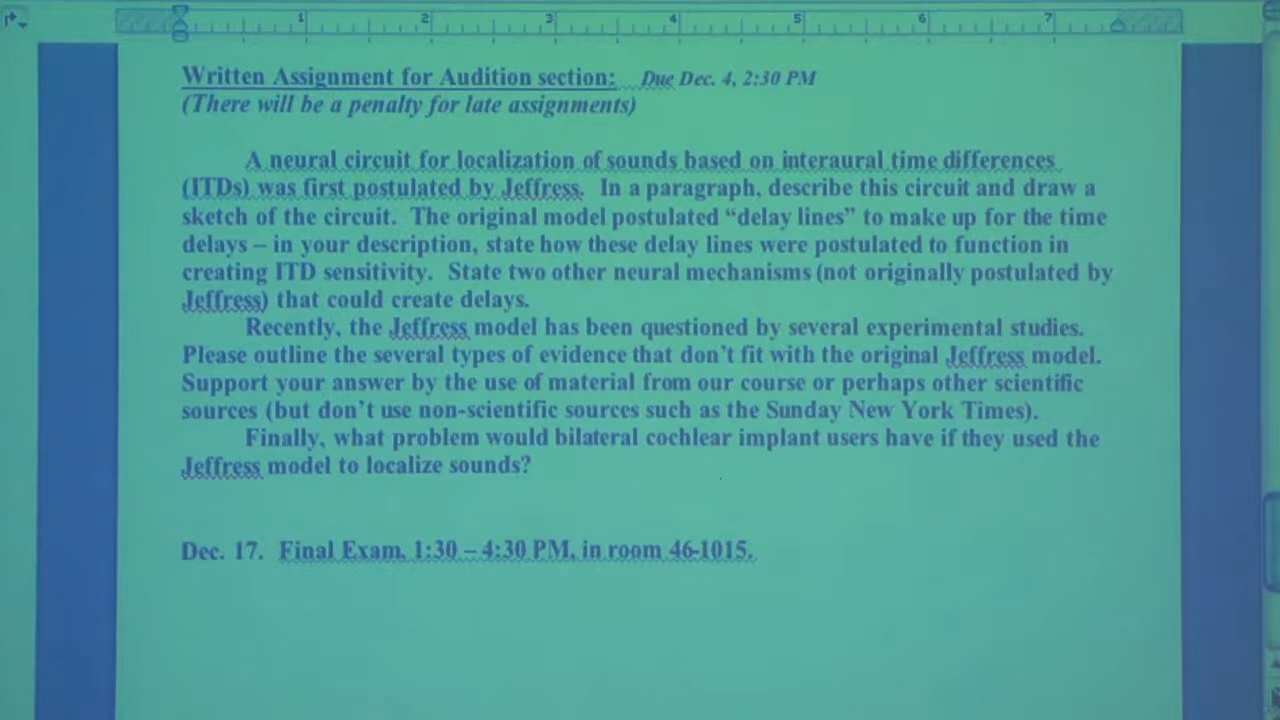 1 2 3 4 5 6 7
Written Assignment for Audition section: Due Dec. 4, 2:30 PM
(There will be a penalty for late assignments)
A neural circuit for localization of sounds based on interaural time differences
(ITDs) was first postulated by Jeffress. In a paragraph, describe this circuit and draw a
sketch of the circuit. The original model postulated “delay lines” to make up for the time
delays – in your description, state how these delay lines were postulated to function in
creating ITD sensitivity. State two other neural mechanisms (not originally postulated by
Jeffress) that could create delays.
Recently, the Jeffress model has been questioned by several experimental studies.
Please outline the several types of evidence that don’t fit with the original Jeffress model.
Support your answer by the use of material from our course or perhaps other scientific
sources (but don’t use non-scientific sources such as the Sunday New York Times).
Finally, what problem would bilateral cochlear implant users have if they used the
Jeffress model to localize sounds?
Dec. 17. Final Exam, 1:30 – 4:30 PM, in room 46-1015.